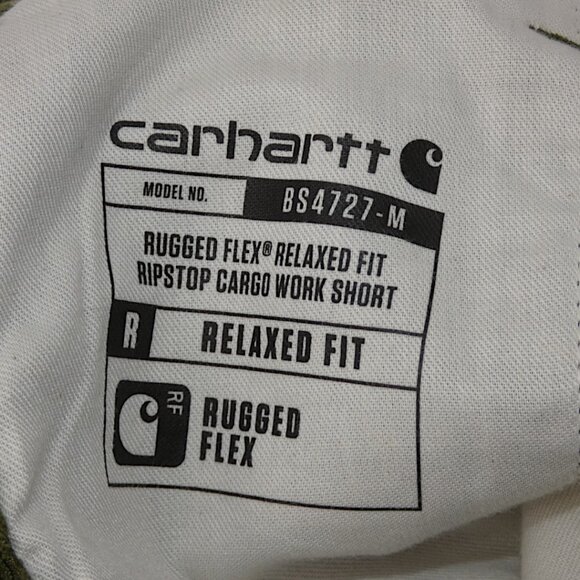 carhartt
MODEL NO. BS4727-M
RUGGED FLEX® RELAXED FIT
RIPSTOP CARGO WORK SHORT
R RELAXED FIT
RF
RUGGED
FLEX